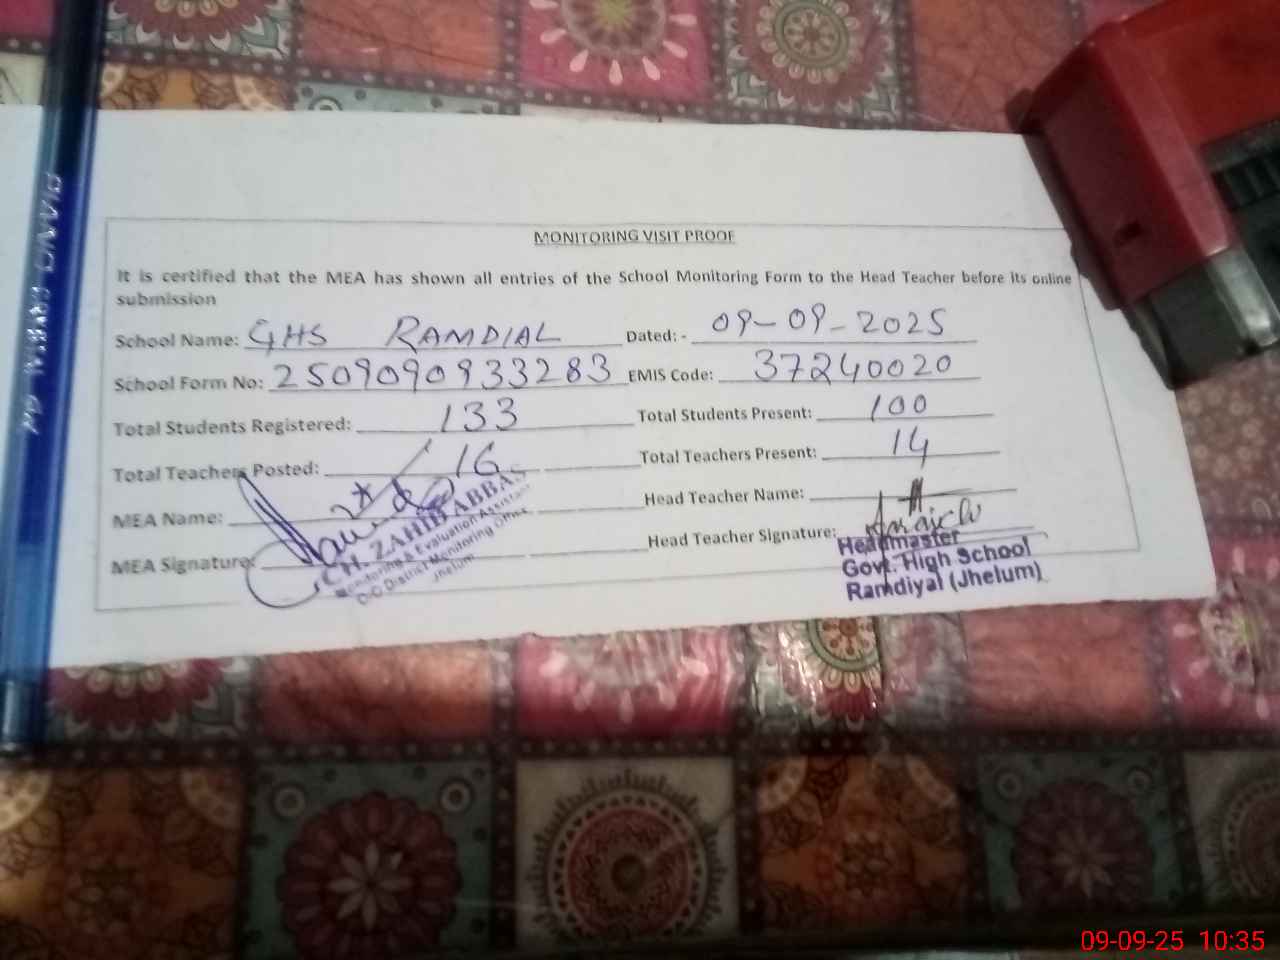 MONITORING VISIT PROOF
It is certified that the MEA has shown all entries of the School Monitoring Form to the Head Teacher before its online
submission
School Name: GHS RAMDIAL Dated: - 09-09-2025
School Form No: 2509090933283 EMIS Code: 37240020
Total Students Registered: 133 Total Students Present: 100
Total Teachers Posted: 16 Total Teachers Present: 14
MEA Name: Head Teacher Name:
MEA Signature: Head Teacher Signature:
CH. ZAHID ABBAS
Monitoring & Evaluation Assistant
O-O District Monitoring Office
Jhelum
Headmaster
Govt. High School
Ramdiyal (Jhelum)
PIANO
09-09-25 10:35